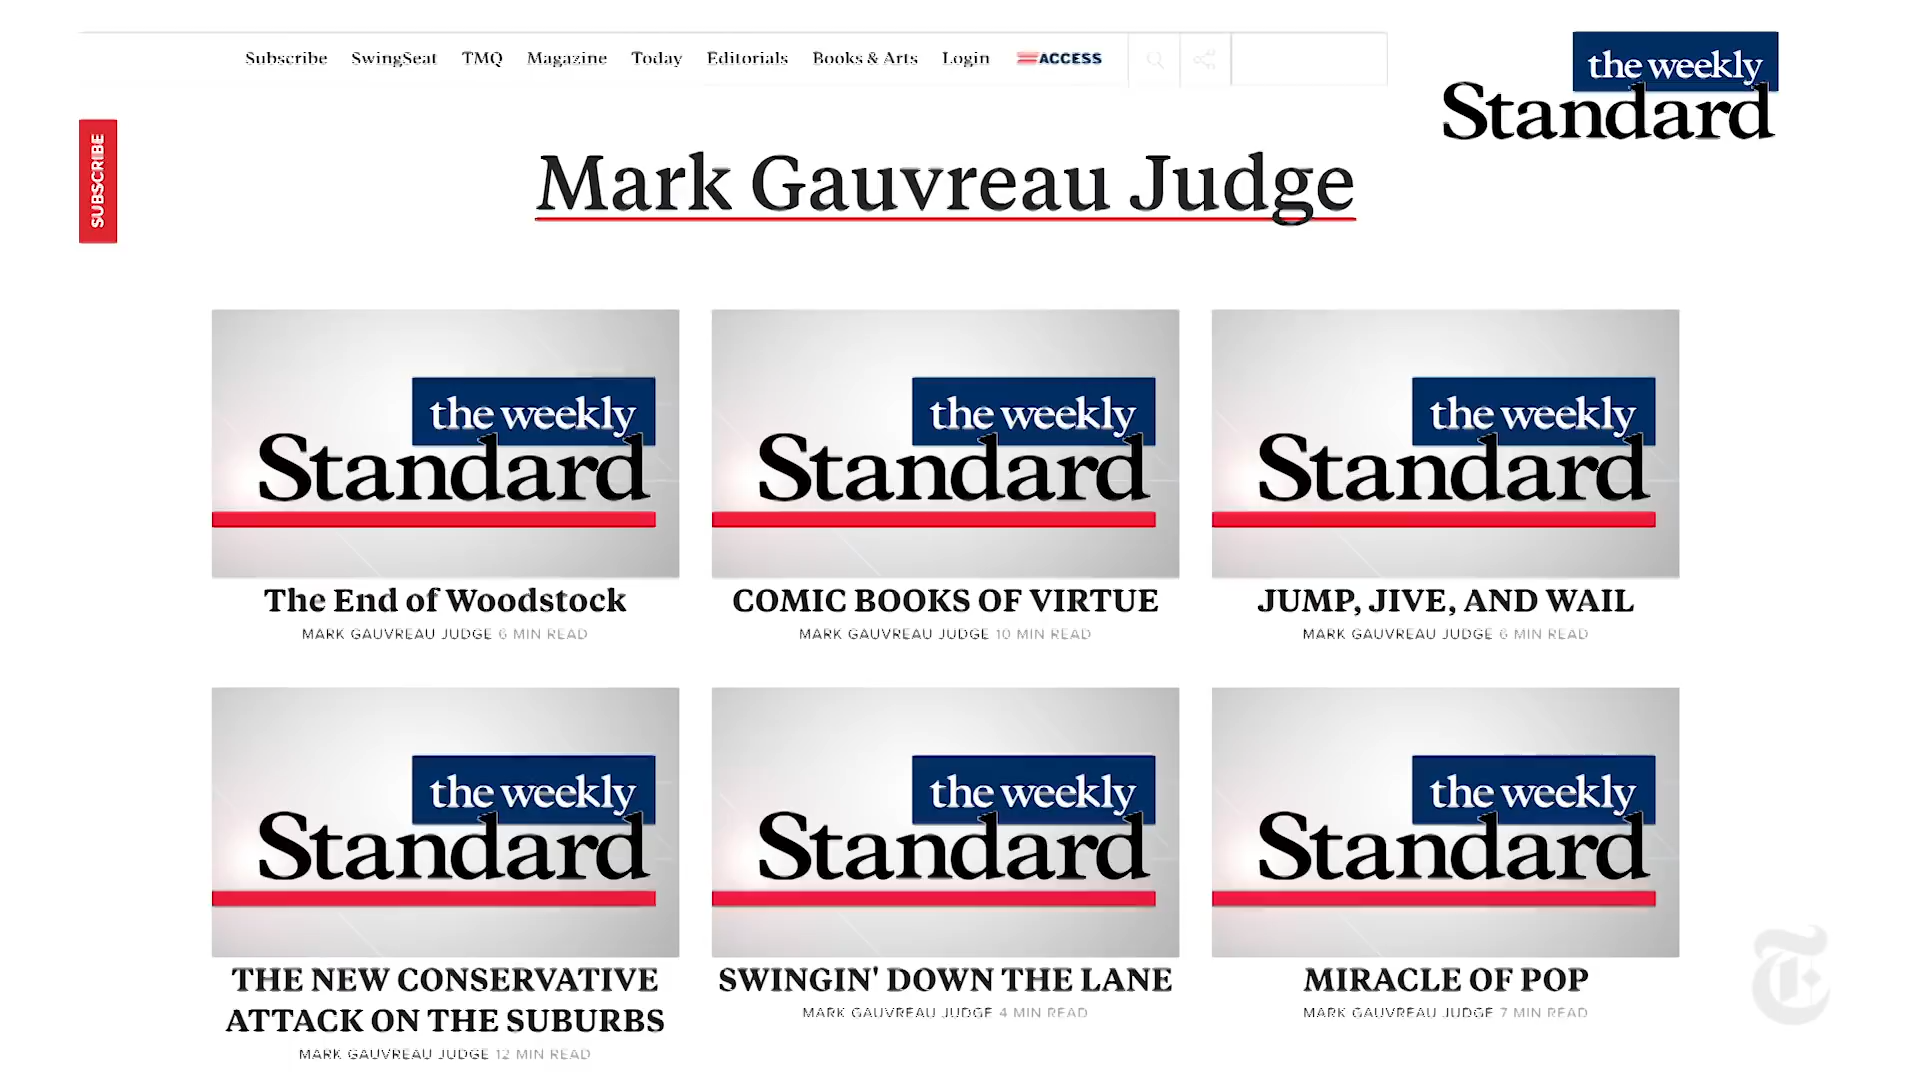 Subscribe SwingSeat TMQ Magazine Today Editorials Books & Arts Login ACCESS
the weekly
Standard
SUBSCRIBE
Mark Gauvreau Judge
the weekly the weekly the weekly
Standard Standard Standard
The End of Woodstock COMIC BOOKS OF VIRTUE JUMP, JIVE, AND WAIL
MARK GAUVREAU JUDGE 6 MIN READ MARK GAUVREAU JUDGE 10 MIN READ MARK GAUVREAU JUDGE 6 MIN READ
the weekly the weekly the weekly
Standard Standard Standard
THE NEW CONSERVATIVE SWINGIN' DOWN THE LANE MIRACLE OF POP
ATTACK ON THE SUBURBS MARK GAUVREAU JUDGE 4 MIN READ MARK GAUVREAU JUDGE 7 MIN READ
MARK GAUVREAU JUDGE 12 MIN READ
T